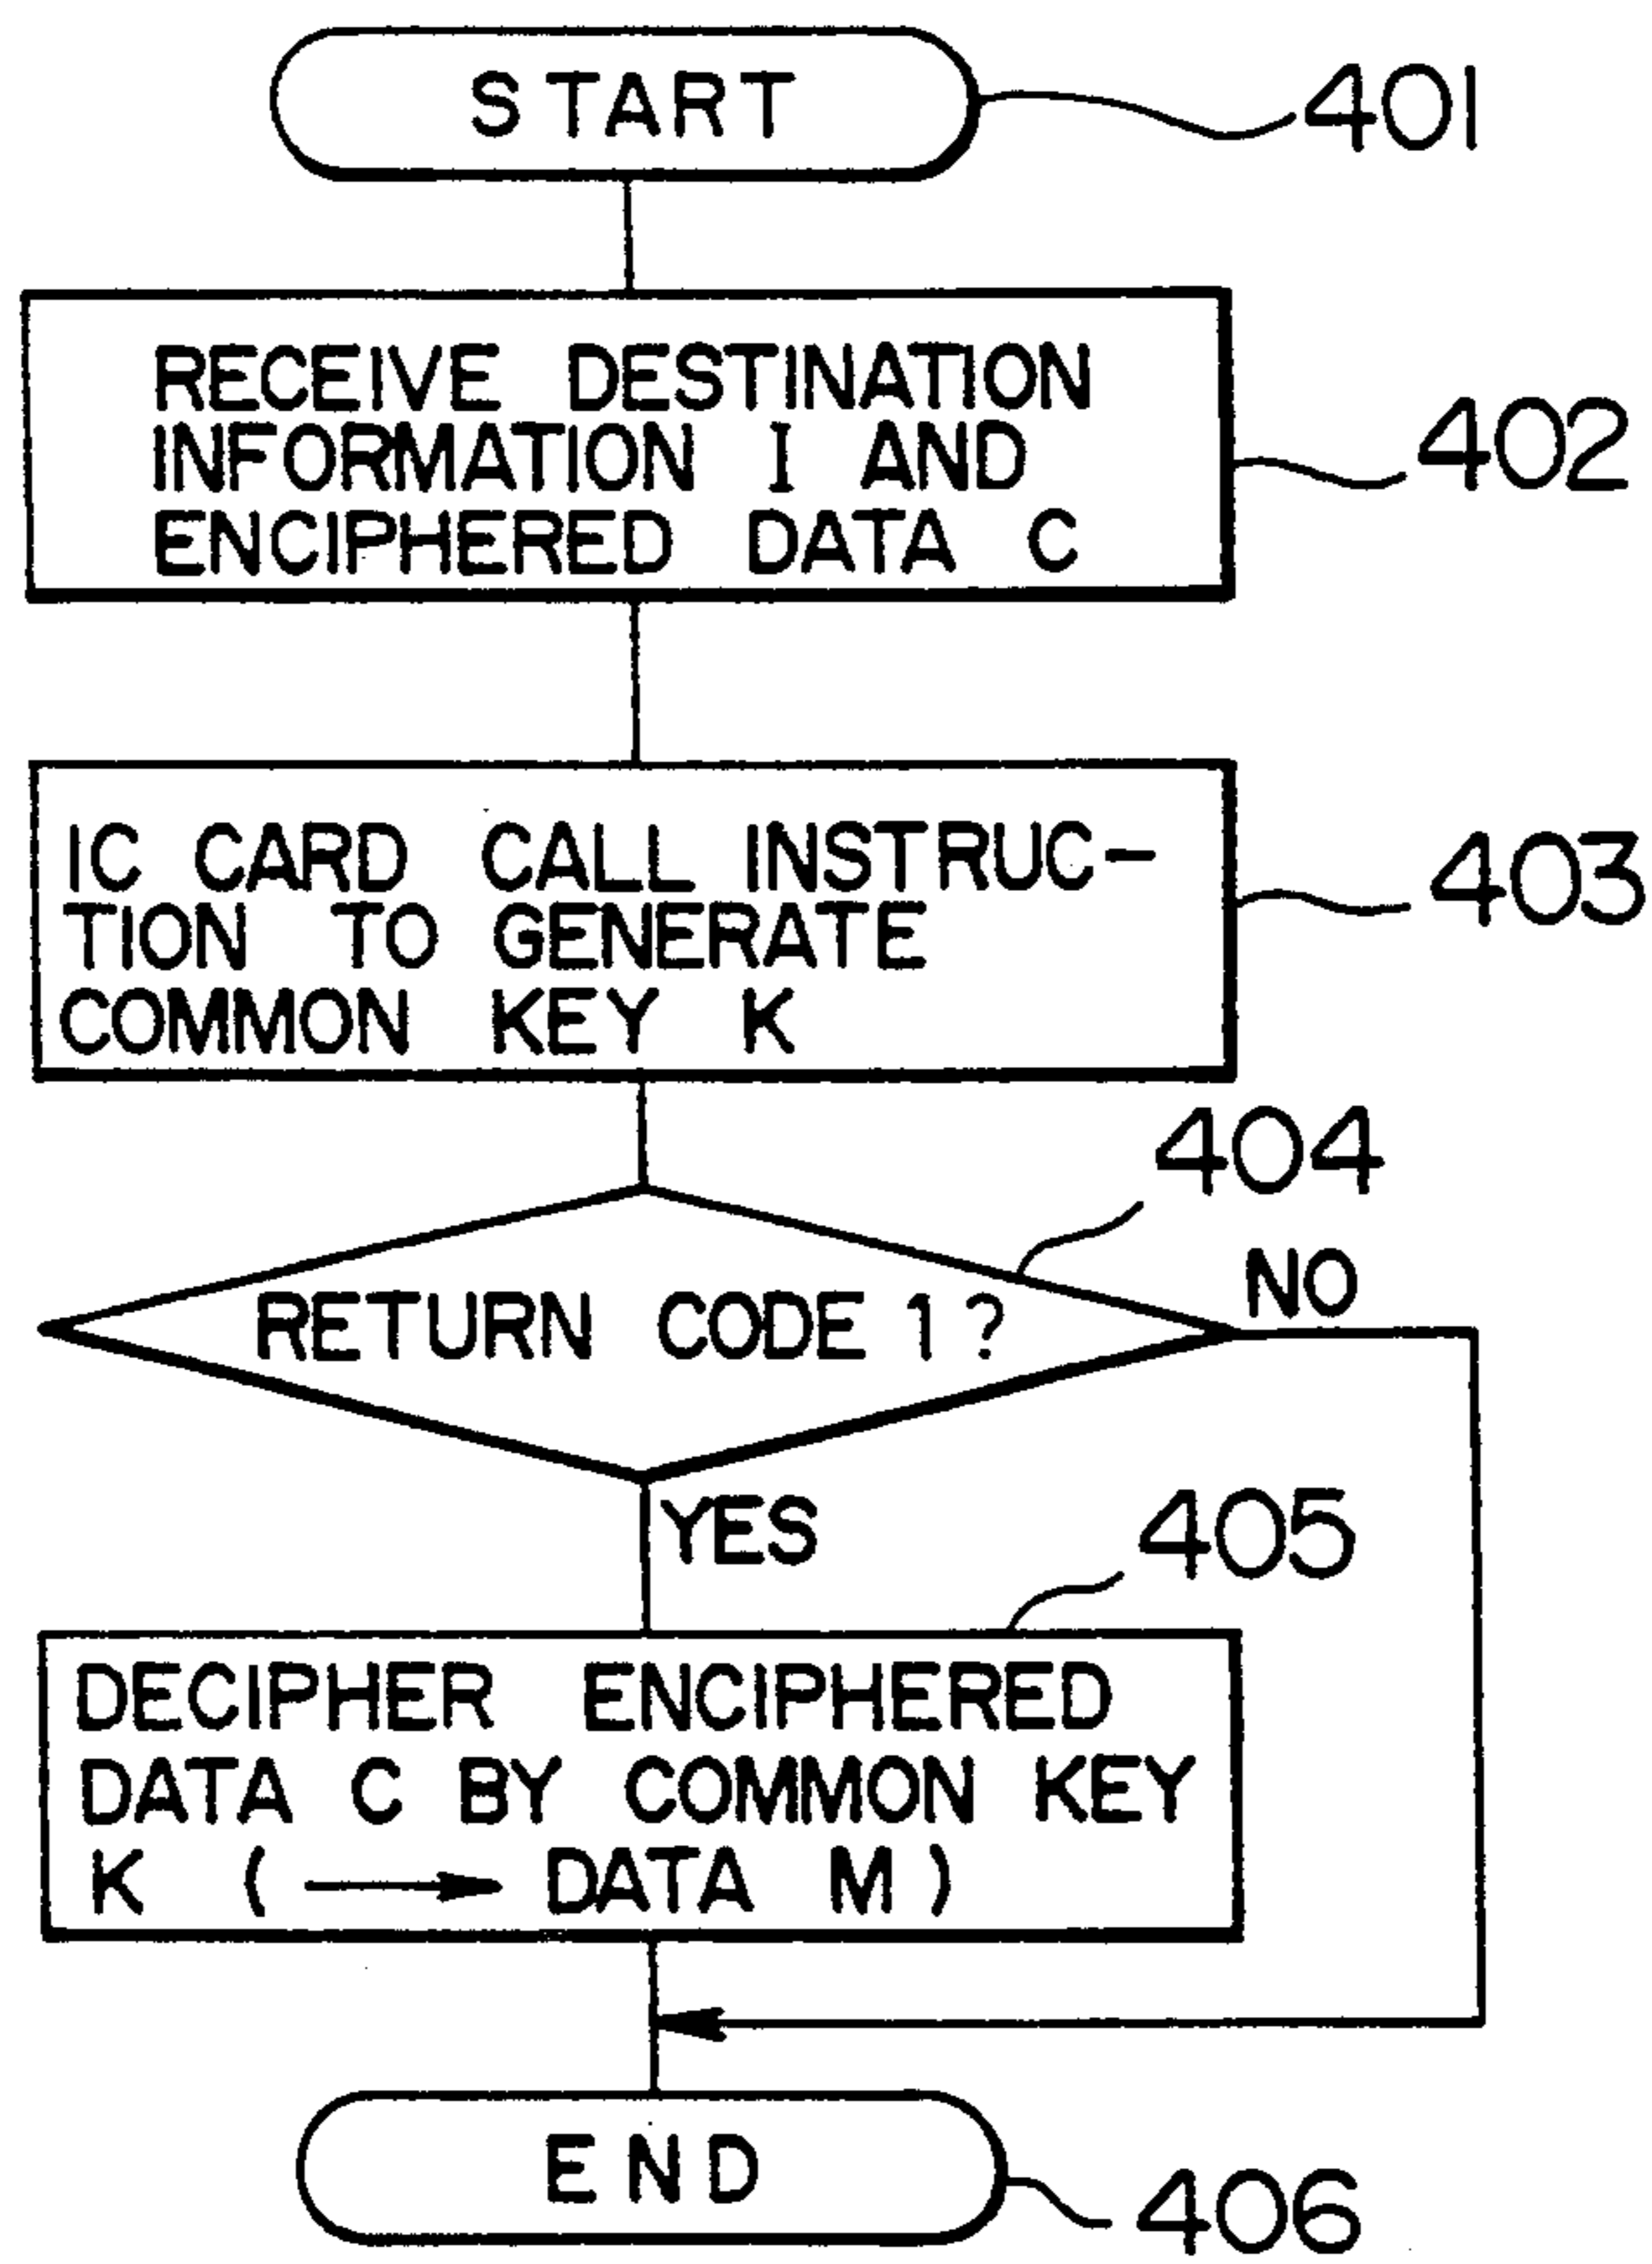 START
401
RECEIVE DESTINATION
INFORMATION I AND
ENCIPHERED DATA C
402
IC CARD CALL INSTRUC-
TION TO GENERATE
COMMON KEY K
403
404
RETURN CODE 1?
NO
YES
405
DECIPHER ENCIPHERED
DATA C BY COMMON KEY
K (→ DATA M)
END
406